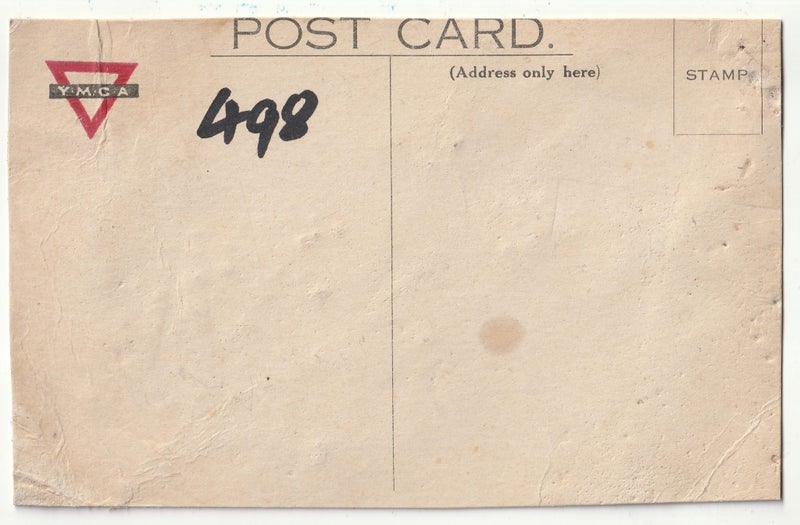 POST CARD.
(Address only here)
STAMP
Y·M·C·A
498